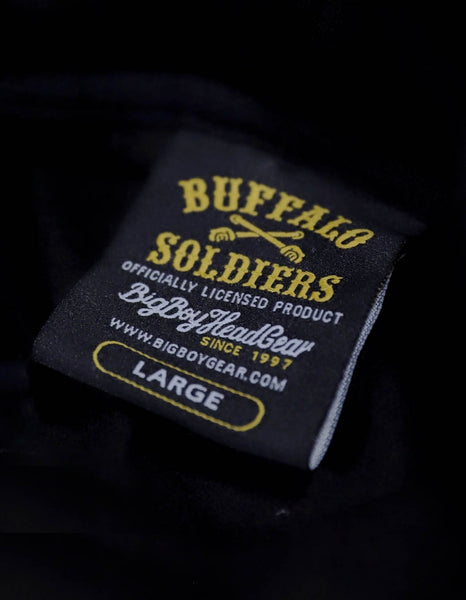 BUFFALO
SOLDIERS
OFFICIALLY LICENSED PRODUCT
BigBoyHeadGear
SINCE 1997
WWW.BIGBOYGEAR.COM
LARGE